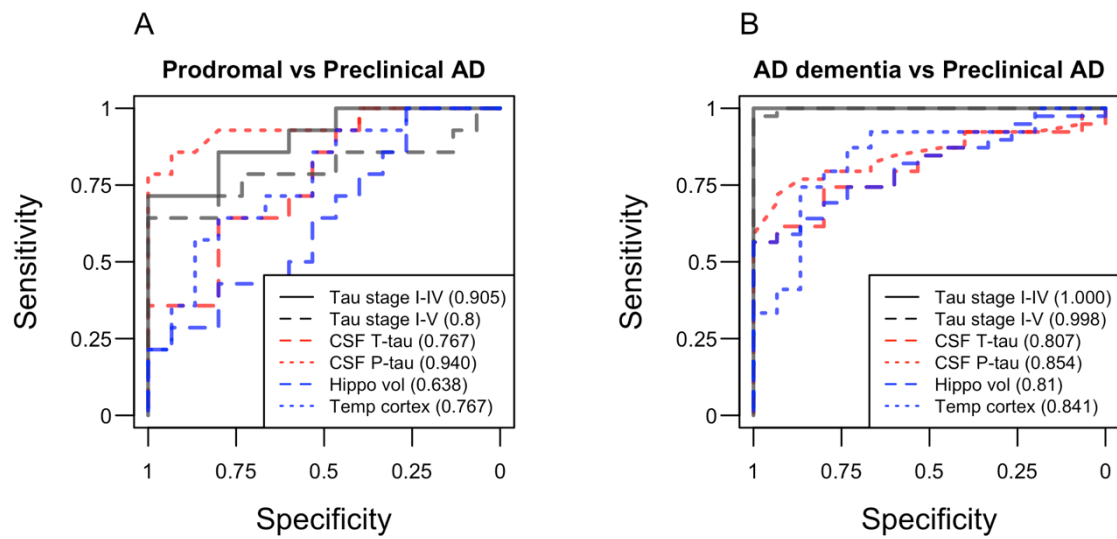 A
Prodromal vs Preclinical AD
Sensitivity
1
0.75
0.5
0.25
0
Tau stage I-IV (0.905)
Tau stage I-V (0.8)
CSF T-tau (0.767)
CSF P-tau (0.940)
Hippo vol (0.638)
Temp cortex (0.767)
1
0.75
0.5
0.25
0
Specificity
B
AD dementia vs Preclinical AD
Sensitivity
1
0.75
0.5
0.25
0
Tau stage I-IV (1.000)
Tau stage I-V (0.998)
CSF T-tau (0.807)
CSF P-tau (0.854)
Hippo vol (0.81)
Temp cortex (0.841)
1
0.75
0.5
0.25
0
Specificity